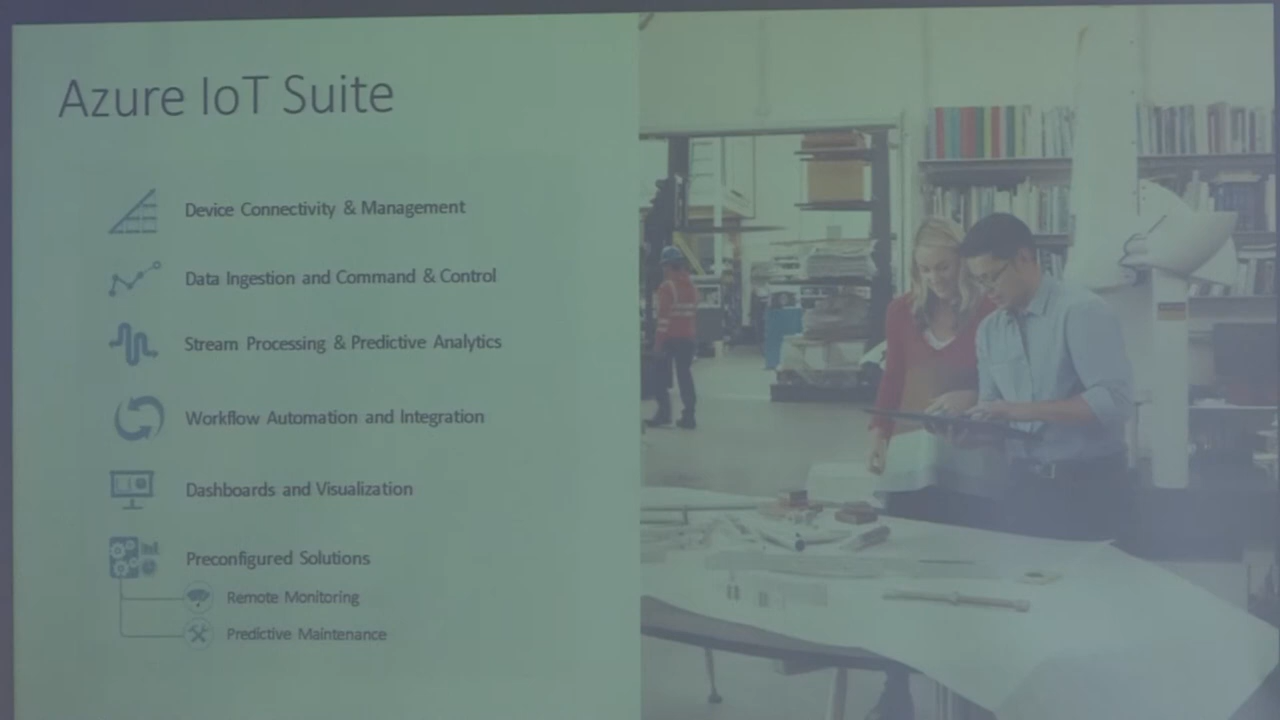 Azure IoT Suite
Device Connectivity & Management
Data Ingestion and Command & Control
Stream Processing & Predictive Analytics
Workflow Automation and Integration
Dashboards and Visualization
Preconfigured Solutions
Remote Monitoring
Predictive Maintenance